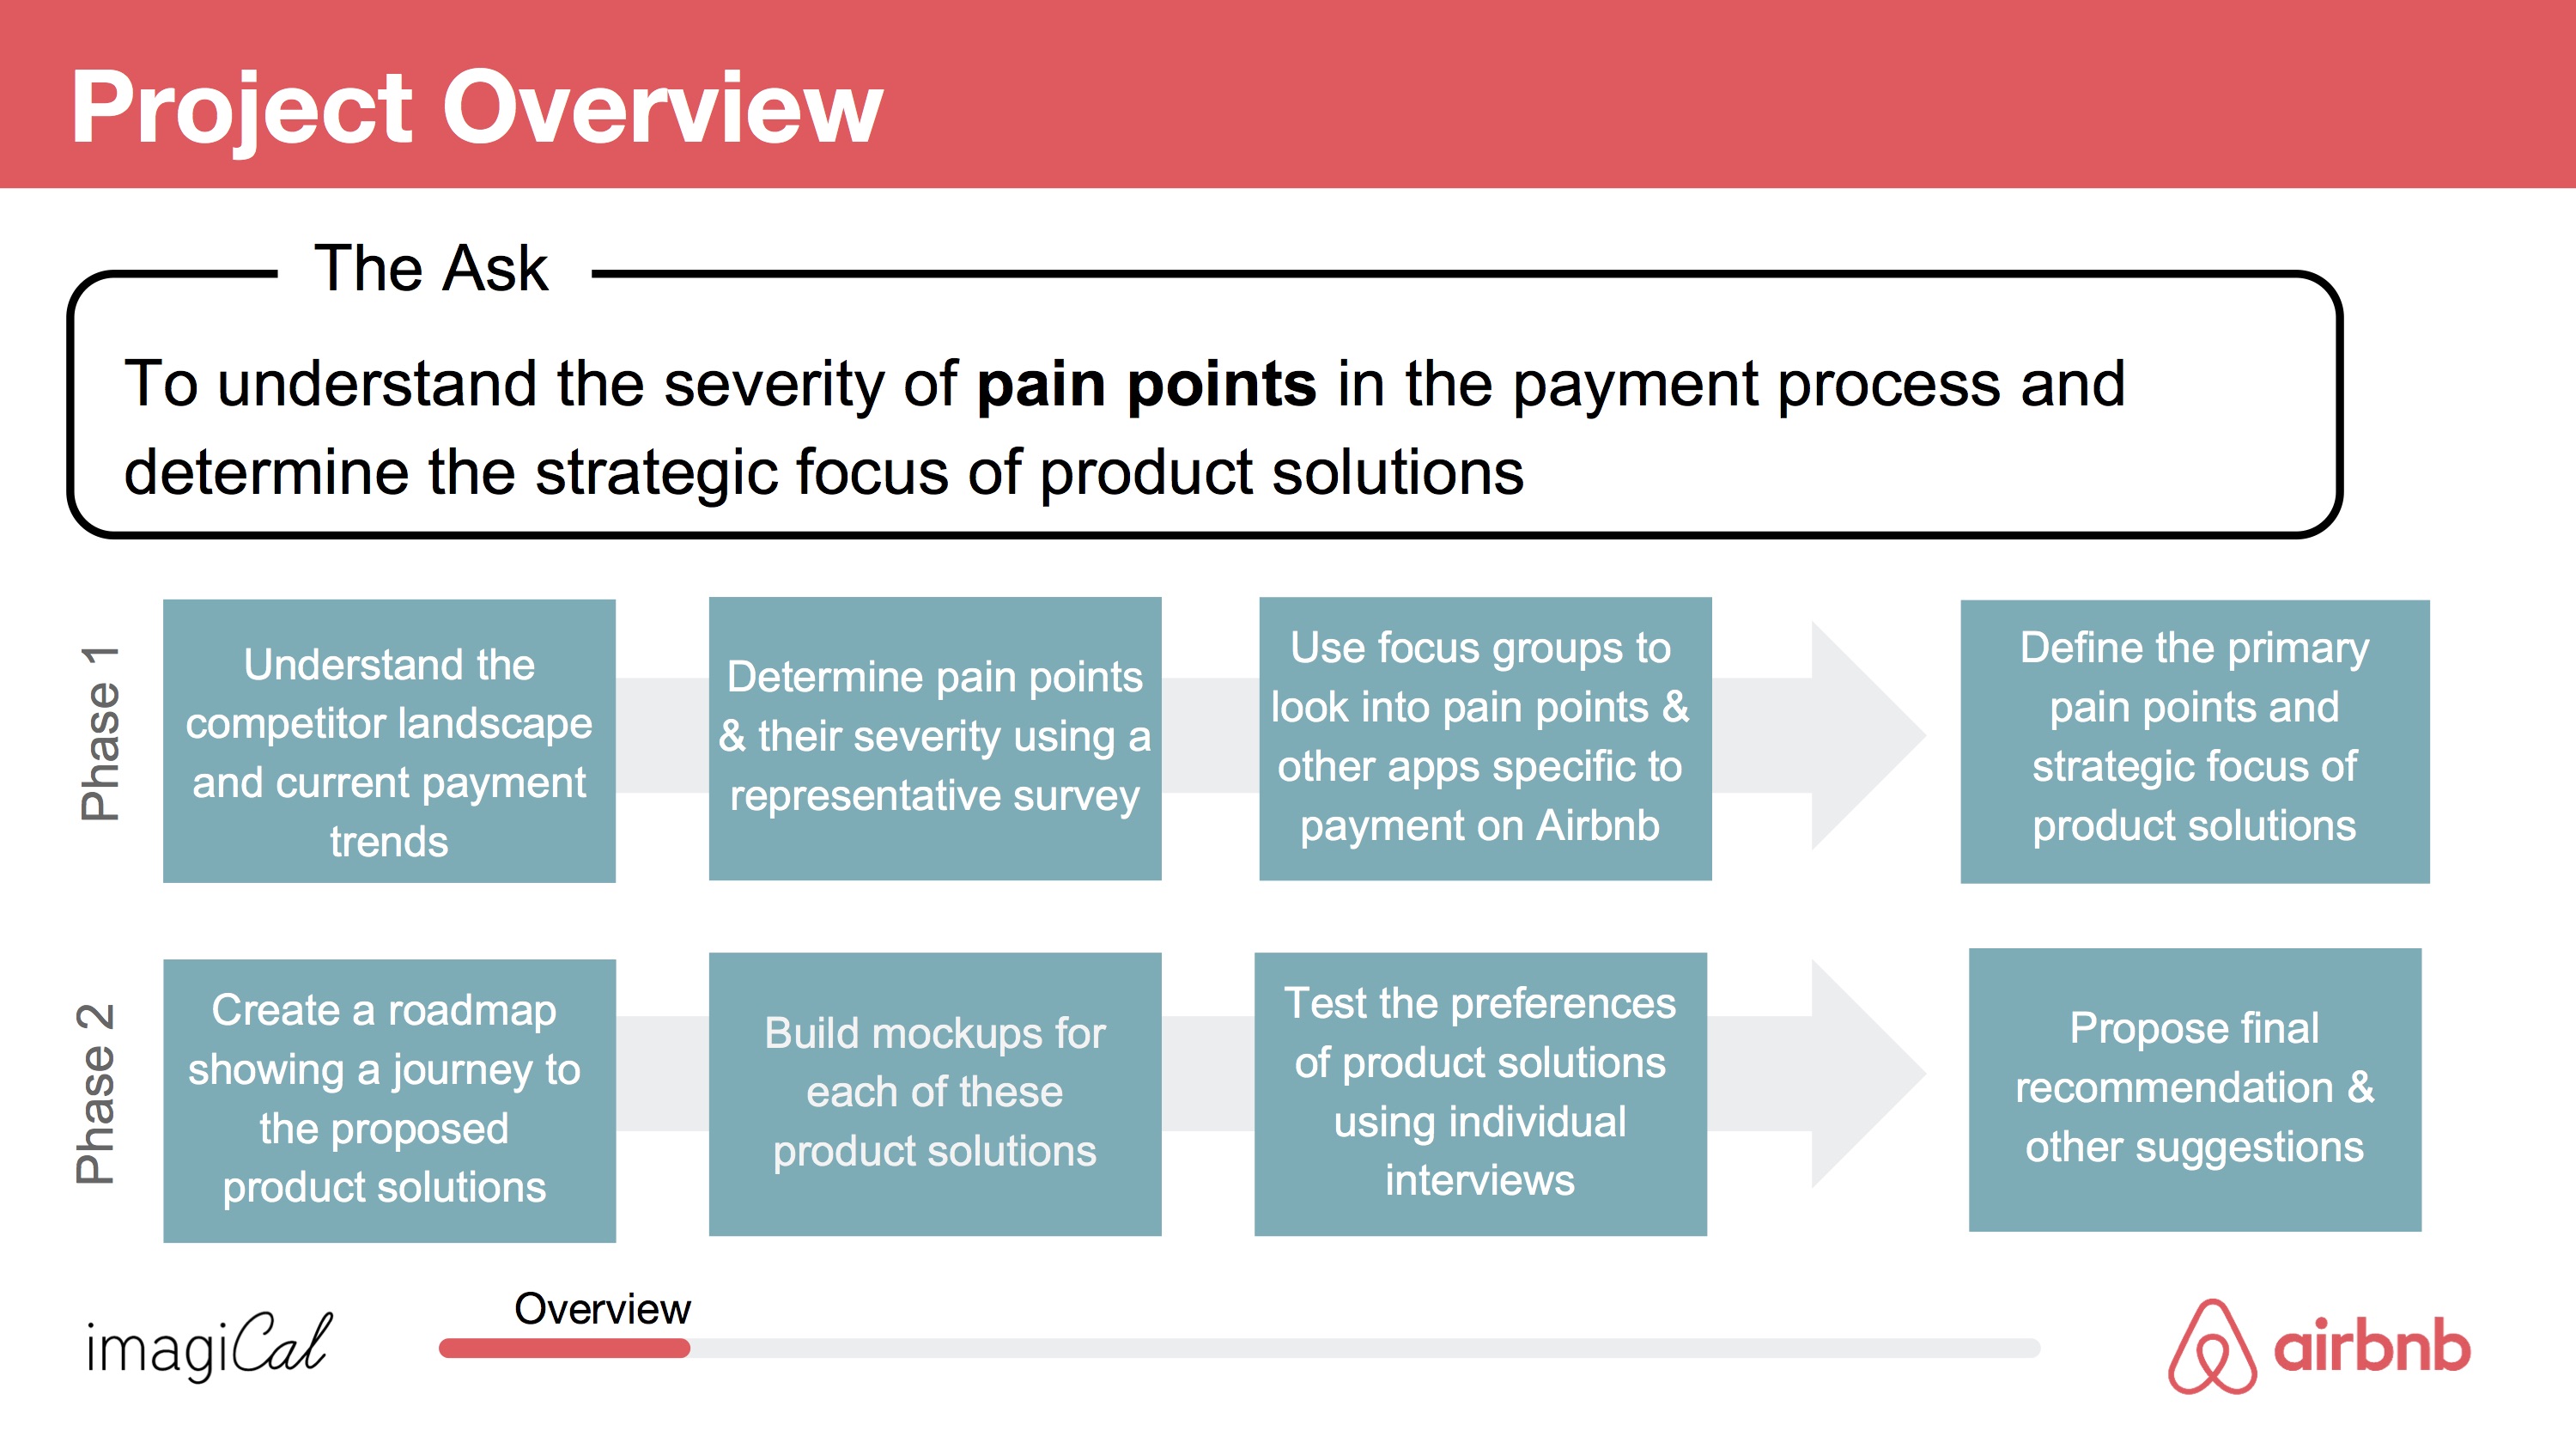 Project Overview
The Ask
To understand the severity of pain points in the payment process and
determine the strategic focus of product solutions
Phase 1
Understand the
competitor landscape
and current payment
trends
Determine pain points
& their severity using a
representative survey
Use focus groups to
look into pain points &
other apps specific to
payment on Airbnb
Define the primary
pain points and
strategic focus of
product solutions
Phase 2
Create a roadmap
showing a journey to
the proposed
product solutions
Build mockups for
each of these
product solutions
Test the preferences
of product solutions
using individual
interviews
Propose final
recommendation &
other suggestions
imagiCal
Overview
airbnb